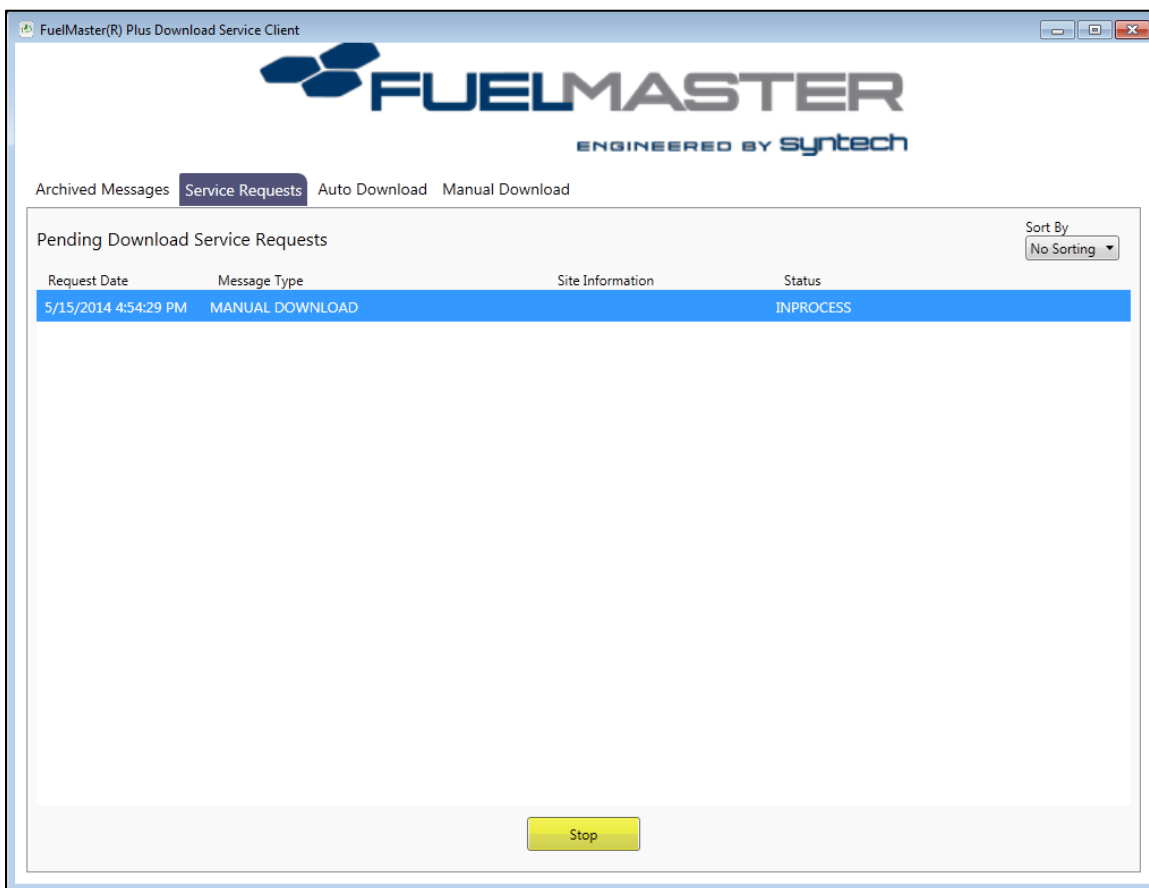 FuelMaster(R) Plus Download Service Client
FUELMASTER
ENGINEERED BY syntech
Archived Messages Service Requests Auto Download Manual Download
Pending Download Service Requests
Sort By
No Sorting
Request Date Message Type Site Information Status
5/15/2014 4:54:29 PM MANUAL DOWNLOAD INPROCESS
Stop